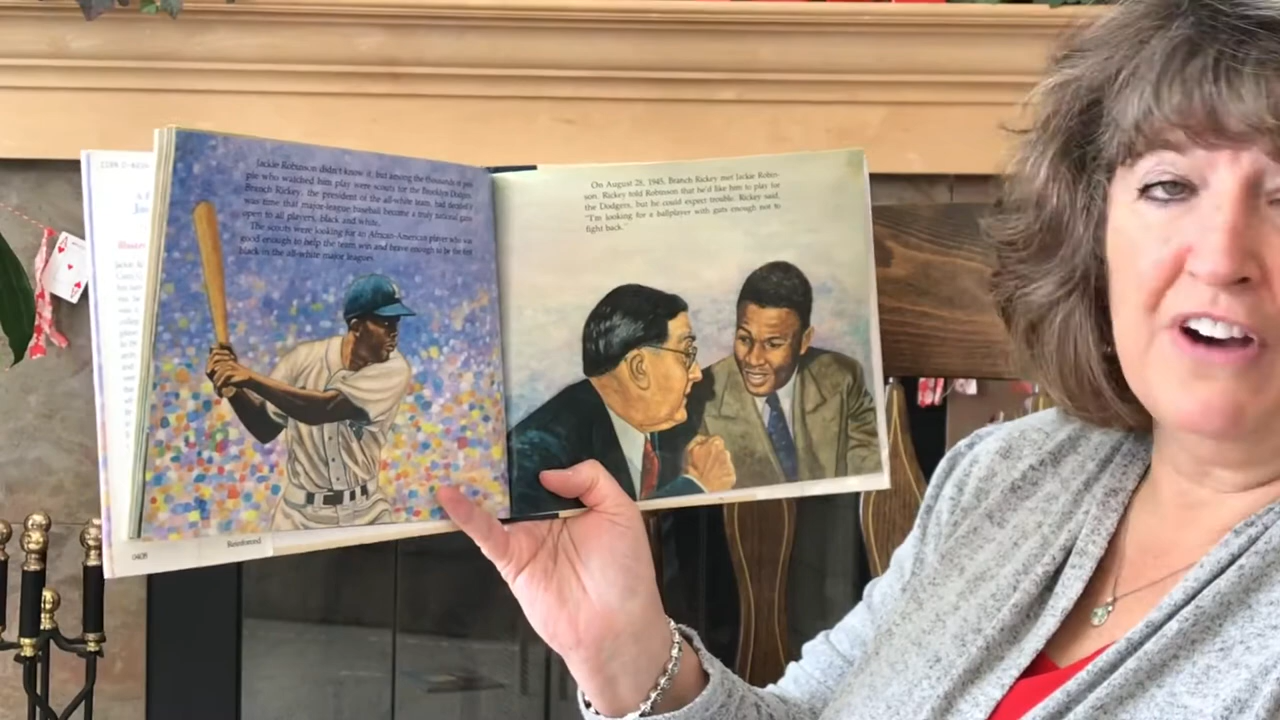 Jackie Robinson didn't know it, but among the thousands of peo-
ple who watched him play were scouts for the Brooklyn Dodgers.
Branch Rickey, the president of the all-white team, had decided it
was time that major-league baseball became a truly national game
open to all players, black and white.
The scouts were looking for an African-American player who was
good enough to help the team win and brave enough to be the first
black in the all-white major leagues.
On August 28, 1945, Branch Rickey met Jackie Robin-
son. Rickey told Robinson that he'd like him to play for
the Dodgers, but he could expect trouble. Rickey said,
"I'm looking for a ballplayer with guts enough not to
fight back."
Reinforced